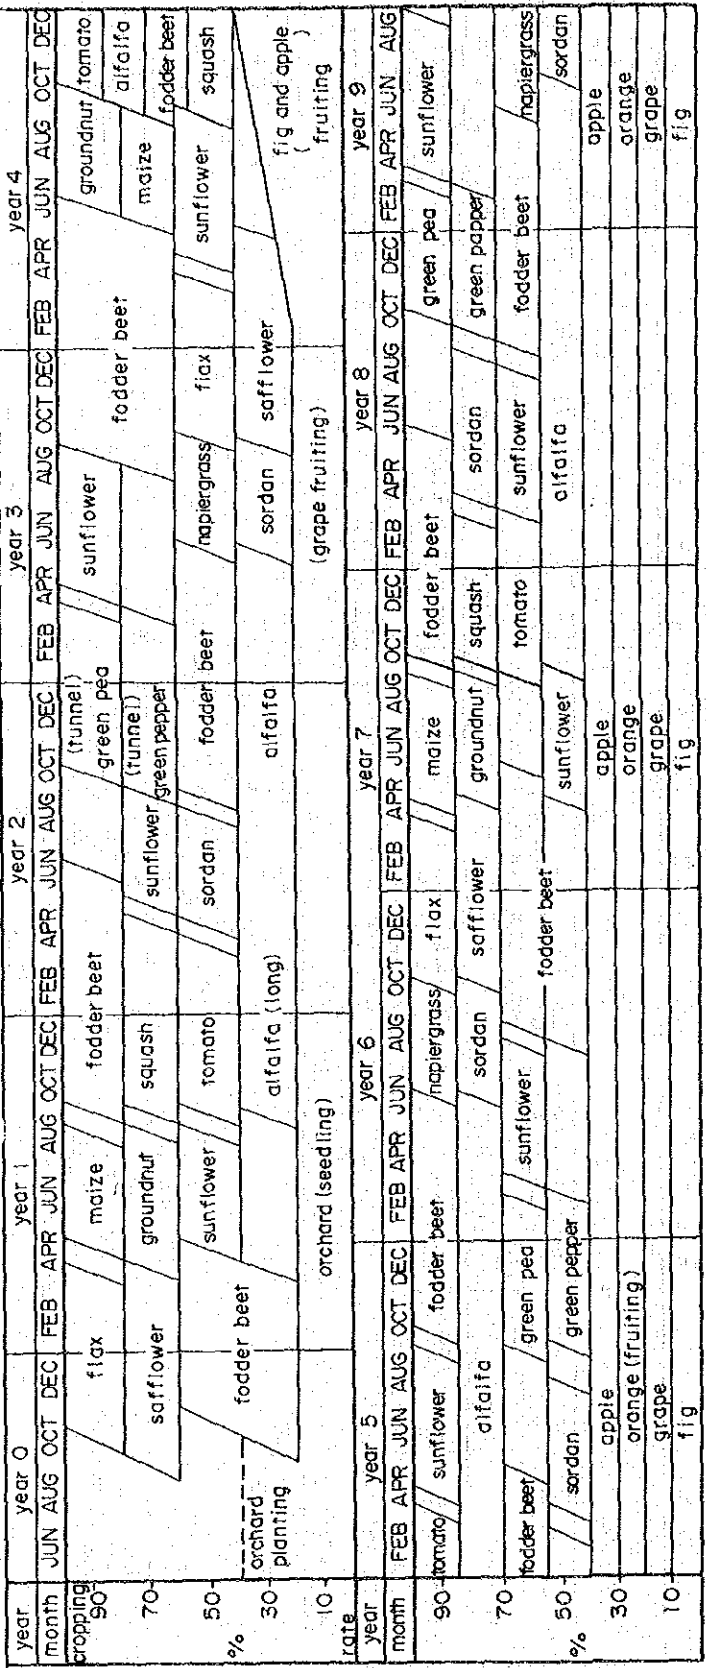 year year 0 year 1 year 2 year 3 year 4
month JUN AUG OCT DEC FEB APR JUN AUG OCT DEC FEB APR JUN AUG OCT DEC FEB APR JUN AUG OCT DEC FEB APR JUN AUG OCT DEC
cropping
90 flax maize fodder beet (tunnel) green pea sunflower fodder beet groundnut tomato
alfalfa
70 safflower groundnut squash sunflower (tunnel) green pepper maize fodder beet
50 fodder beet sunflower tomato sordan fodder beet napiergrass flax sunflower squash
%
30 orchard planting alfalfa (long) alfalfa sordan safflower
10 orchard (seedling) (grape fruiting) (fig and apple) fruiting
rate
year year 5 year 6 year 7 year 8 year 9
month FEB APR JUN AUG OCT DEC FEB APR JUN AUG OCT DEC FEB APR JUN AUG OCT DEC FEB APR JUN AUG OCT DEC FEB APR JUN AUG
90 tomato sunflower fodder beet napiergrass flax maize fodder beet green pea sunflower
alfalfa sordan safflower groundnut squash sordan green papper
70 fodder beet green pea sunflower fodder beet tomato sunflower fodder beet napiergrass
50 sordan green pepper sunflower alfalfa sordan
%
apple apple apple
30 orange (fruiting) orange orange
grape grape grape
10 fig fig fig